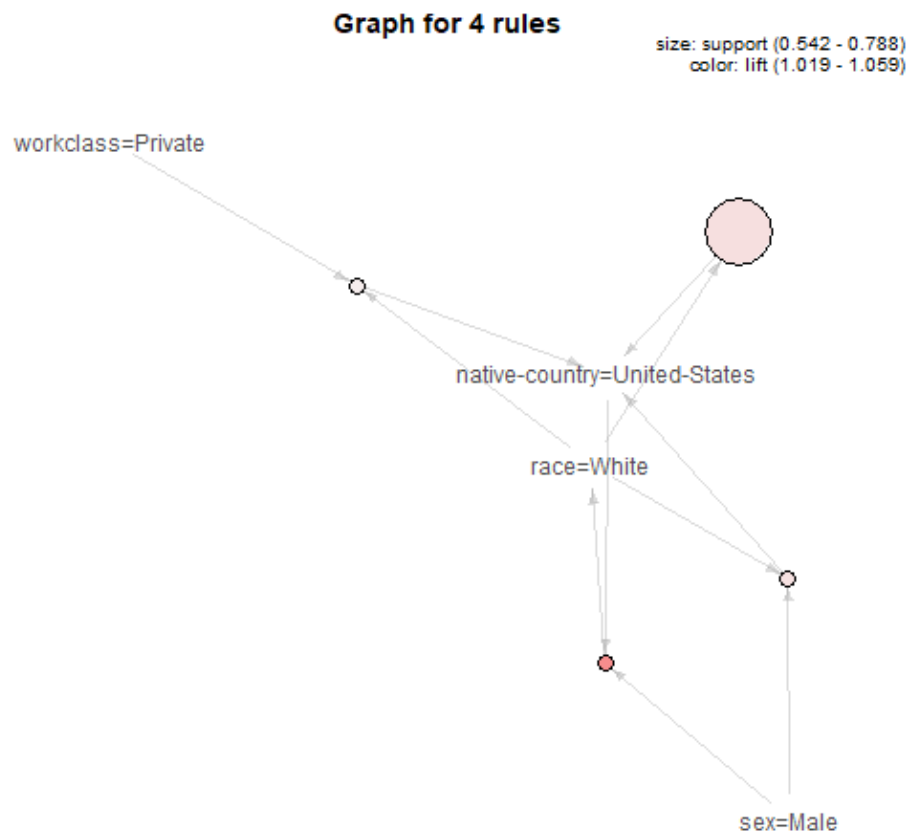 Graph for 4 rules
size: support (0.542 - 0.788)
color: lift (1.019 - 1.059)
workclass=Private
native-country=United-States
race=White
sex=Male